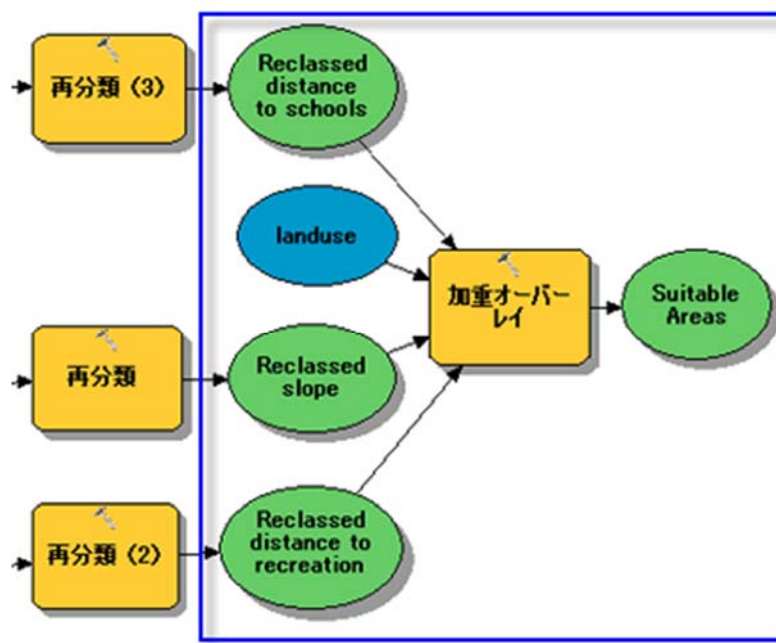 再分類 (3)
Reclassed
distance
to schools
landuse
加重オーバー
レイ
Suitable
Areas
再分類
Reclassed
slope
再分類 (2)
Reclassed
distance to
recreation